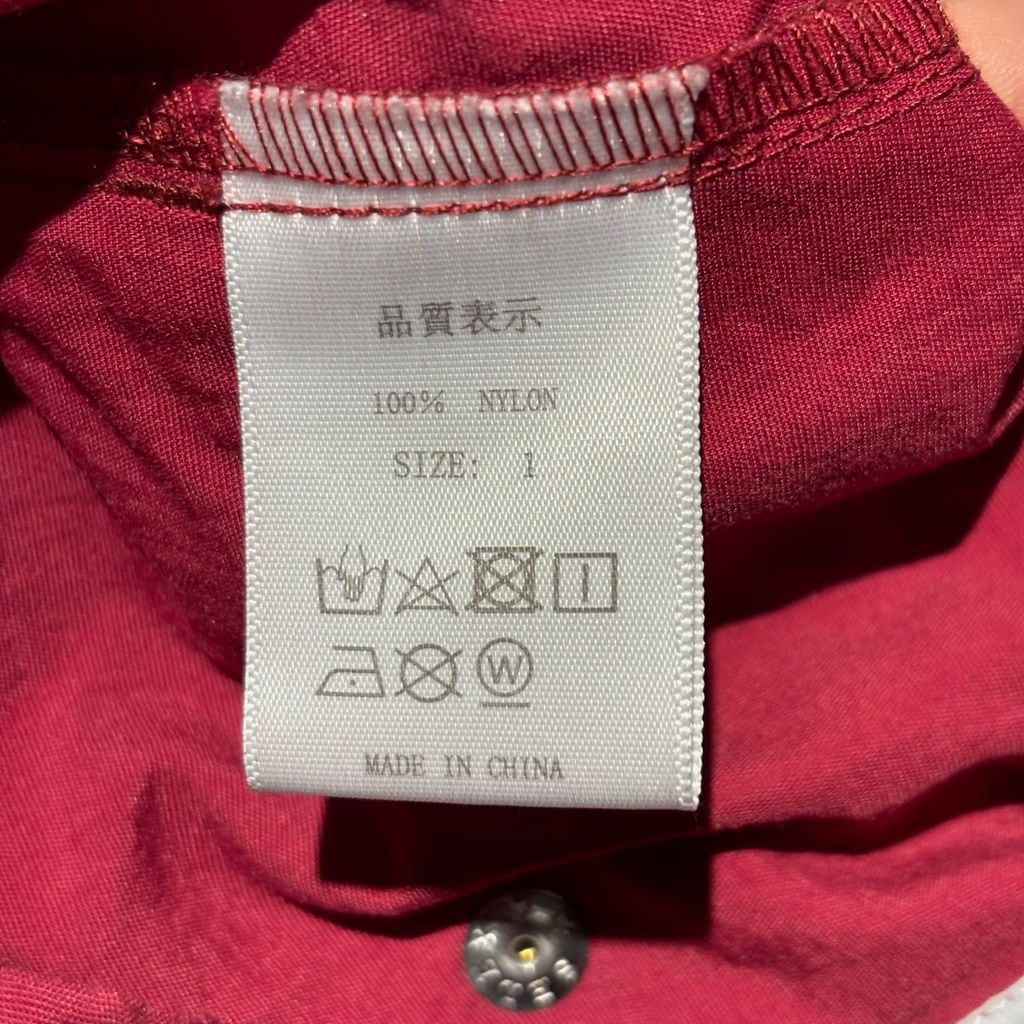 品質表示
100% NYLON
SIZE: 1
W
MADE IN CHINA